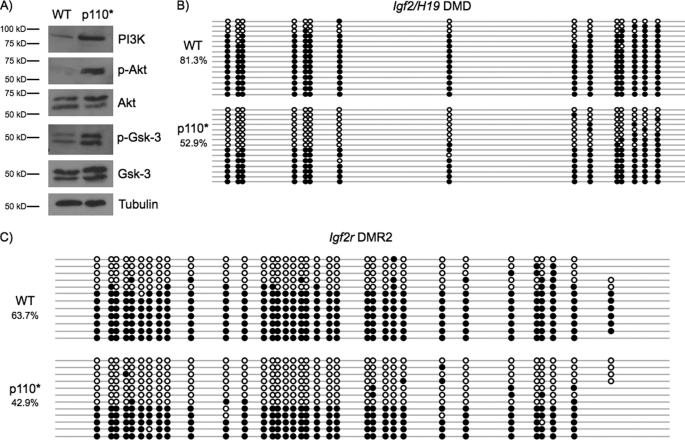 A)
WT p110*
100 kD
75 kD
PI3K
75 kD
50 kD
p-Akt
75 kD
50 kD
Akt
50 kD
p-Gsk-3
50 kD
Gsk-3
50 kD
Tubulin
B)
Igf2/H19 DMD
WT
81.3%
p110*
52.9%
C)
Igf2r DMR2
WT
63.7%
p110*
42.9%